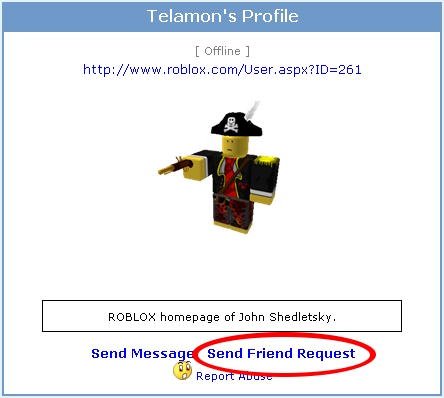 Telamon's Profile
[ Offline ]
http://www.roblox.com/User.aspx?ID=261
ROBLOX homepage of John Shedletsky.
Send Message Send Friend Request
Report Abuse